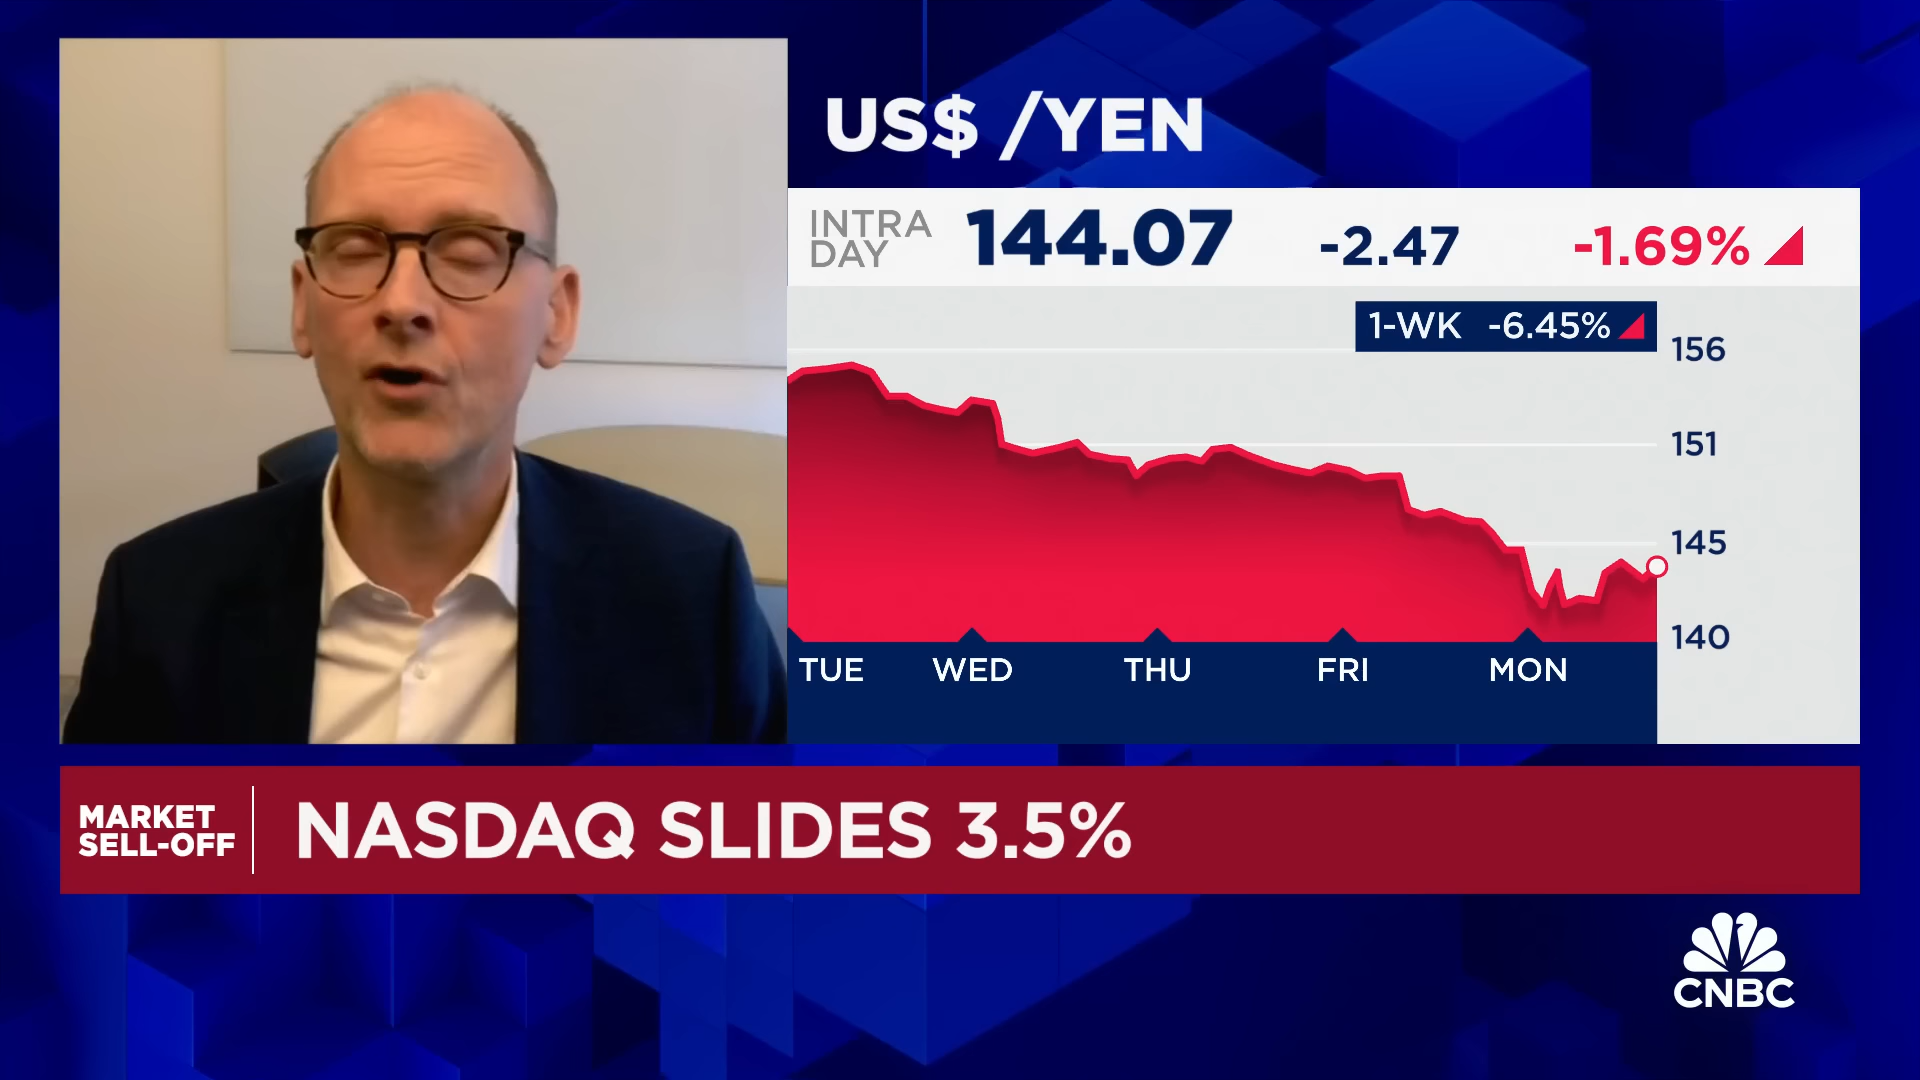 US$ /YEN
INTRA
DAY
144.07 -2.47 -1.69%
1-WK -6.45%
156
151
145
140
TUE WED THU FRI MON
MARKET
SELL-OFF
NASDAQ SLIDES 3.5%
CNBC